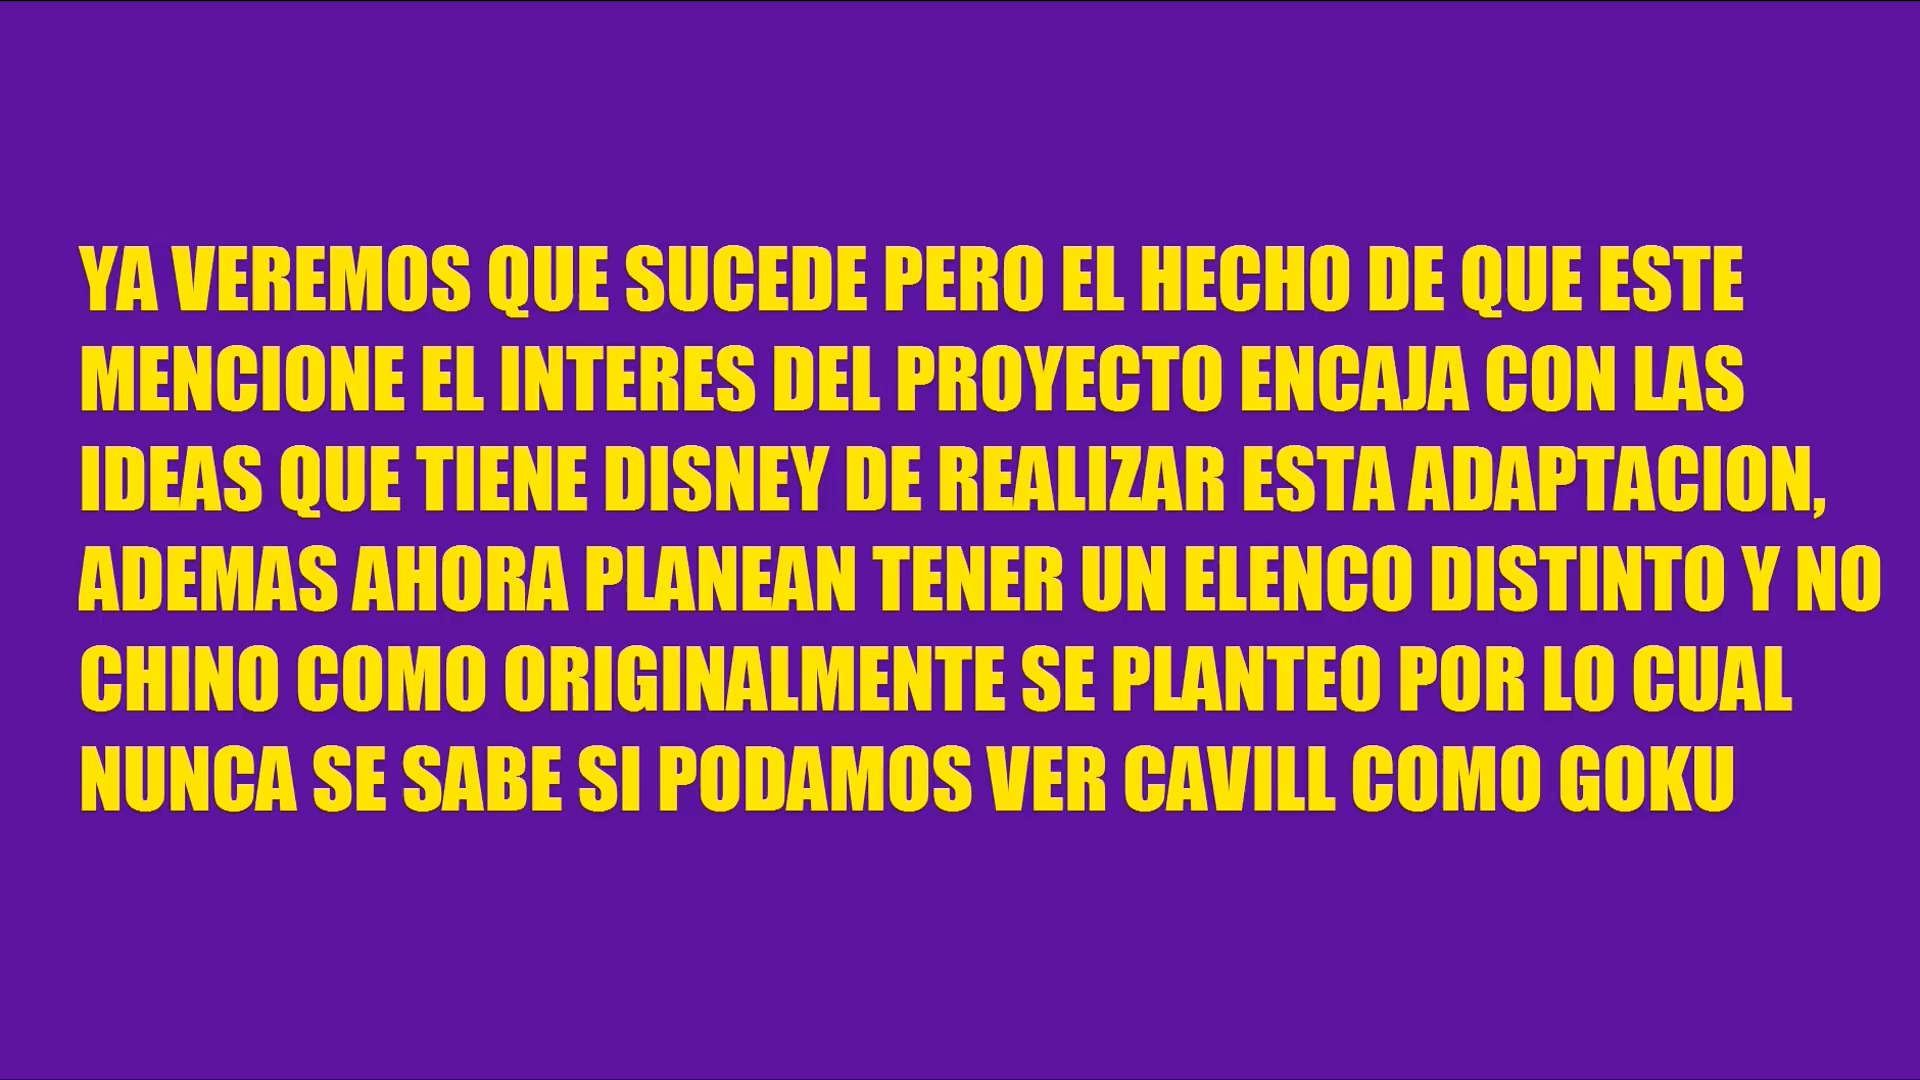 YA VEREMOS QUE SUCEDE PERO EL HECHO DE QUE ESTE
MENCIONE EL INTERES DEL PROYECTO ENCAJA CON LAS
IDEAS QUE TIENE DISNEY DE REALIZAR ESTA ADAPTACION,
ADEMAS AHORA PLANEAN TENER UN ELENCO DISTINTO Y NO
CHINO COMO ORIGINALMENTE SE PLANTEO POR LO CUAL
NUNCA SE SABE SI PODAMOS VER CAVILL COMO GOKU